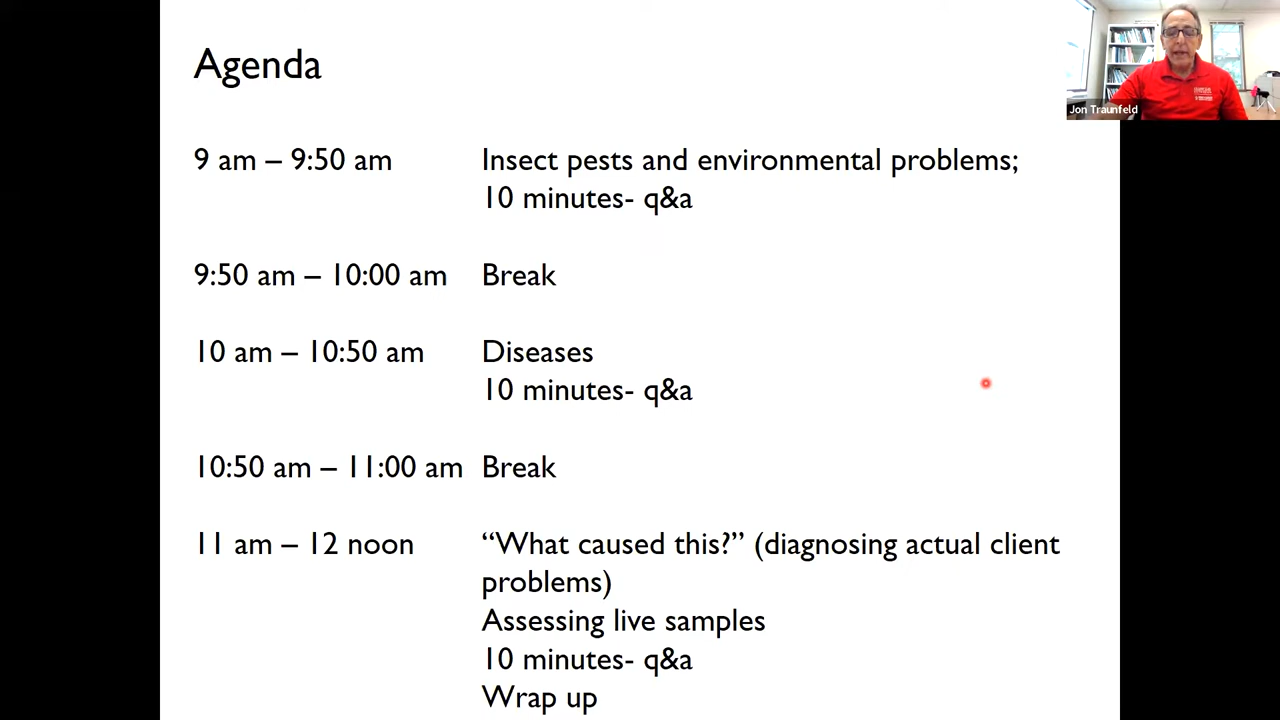 Agenda
Jon Traunfeld
9 am – 9:50 am Insect pests and environmental problems;
10 minutes- q&a
9:50 am – 10:00 am Break
10 am – 10:50 am Diseases
10 minutes- q&a
10:50 am – 11:00 am Break
11 am – 12 noon “What caused this?” (diagnosing actual client
problems)
Assessing live samples
10 minutes- q&a
Wrap up